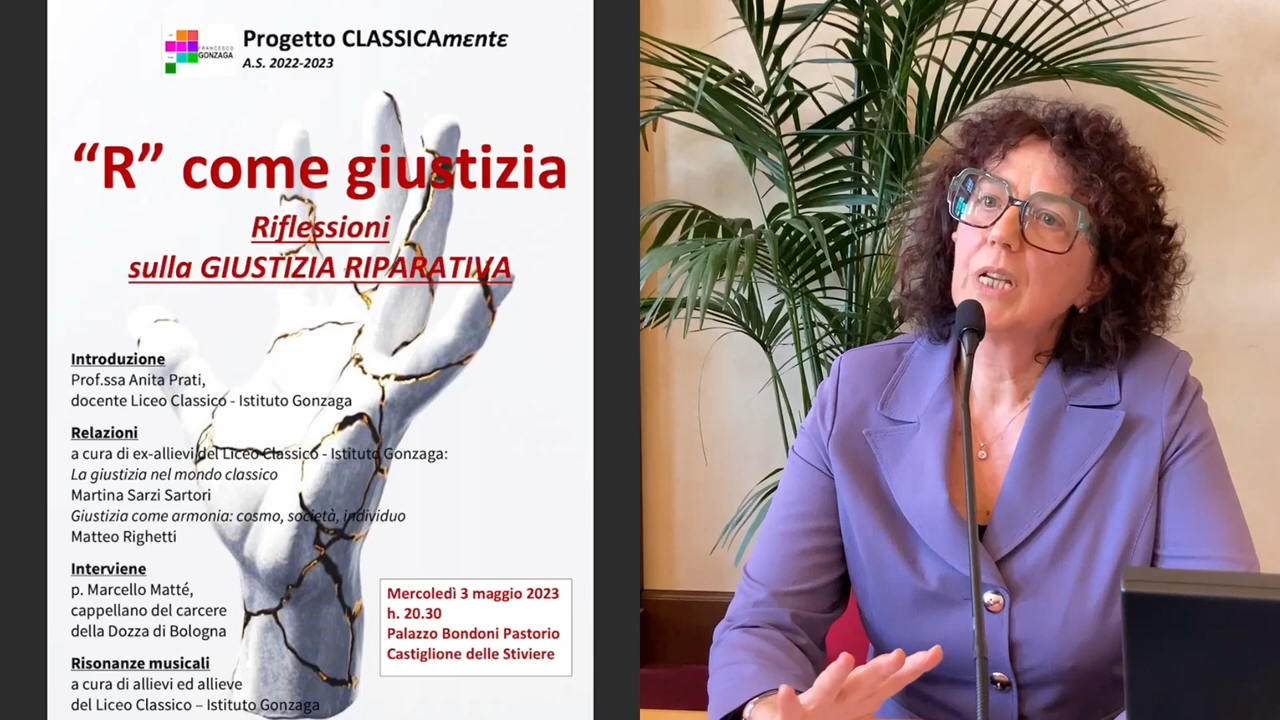 FRANCESCO
GONZAGA
Progetto CLASSICAmεntε
A.S. 2022-2023
“R” come giustizia
Riflessioni
sulla GIUSTIZIA RIPARATIVA
Introduzione
Prof.ssa Anita Prati,
docente Liceo Classico - Istituto Gonzaga
Relazioni
a cura di ex-allievi del Liceo Classico - Istituto Gonzaga:
La giustizia nel mondo classico
Martina Sarzi Sartori
Giustizia come armonia: cosmo, società, individuo
Matteo Righetti
Interviene
p. Marcello Matté,
cappellano del carcere
della Dozza di Bologna
Risonanze musicali
a cura di allievi ed allieve
del Liceo Classico – Istituto Gonzaga
Mercoledì 3 maggio 2023
h. 20.30
Palazzo Bondoni Pastorio
Castiglione delle Stiviere